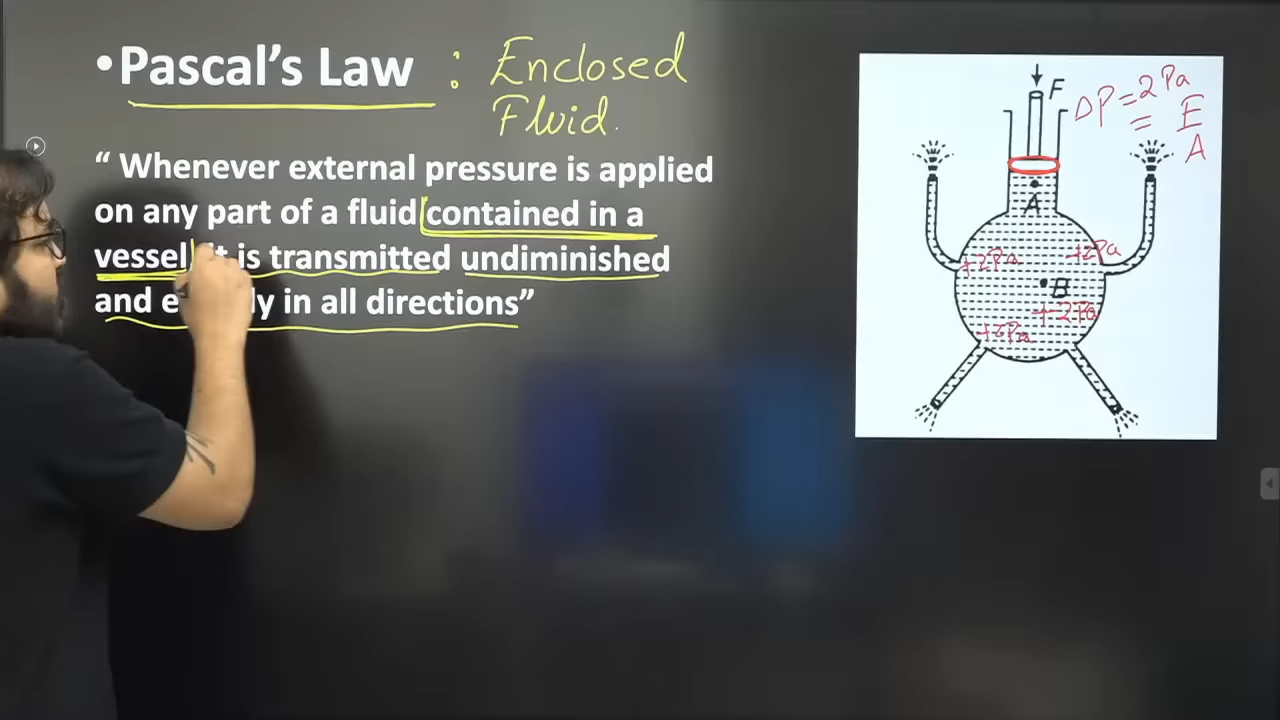 •Pascal's Law : Enclosed
Fluid.
“ Whenever external pressure is applied
on any part of a fluid contained in a
vessel, it is transmitted undiminished
and in all directions”
F
ΔP = 2 Pa
= F
A
A
+2Pa
+2Pa
B
+2Pa
+2Pa